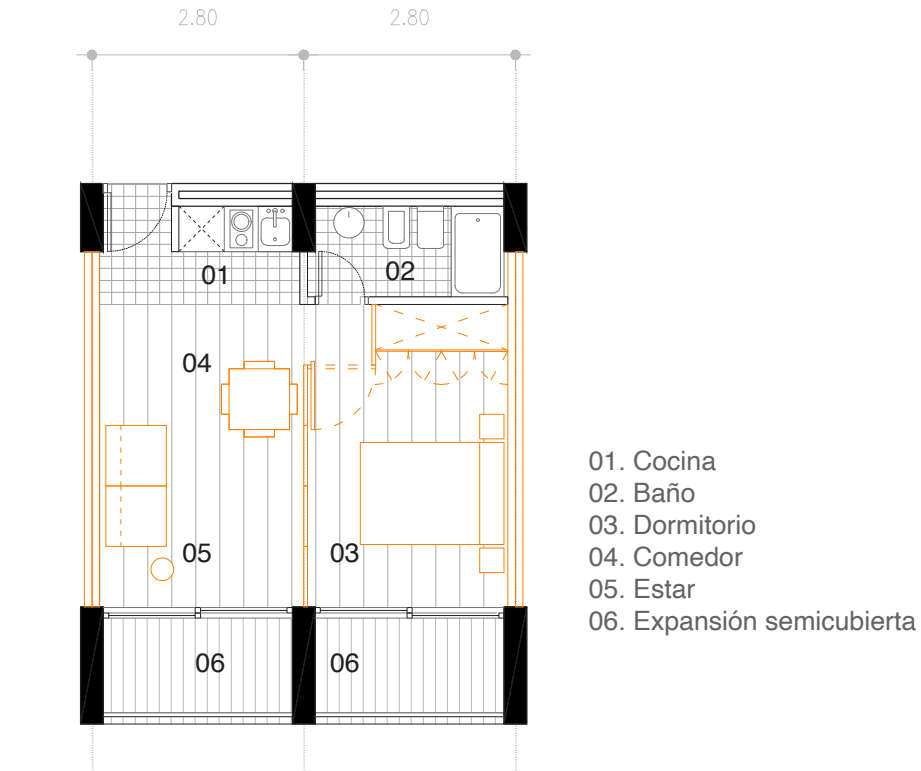 2.80 2.80
01
02
04
05
03
06
06
01. Cocina
02. Baño
03. Dormitorio
04. Comedor
05. Estar
06. Expansión semicubierta